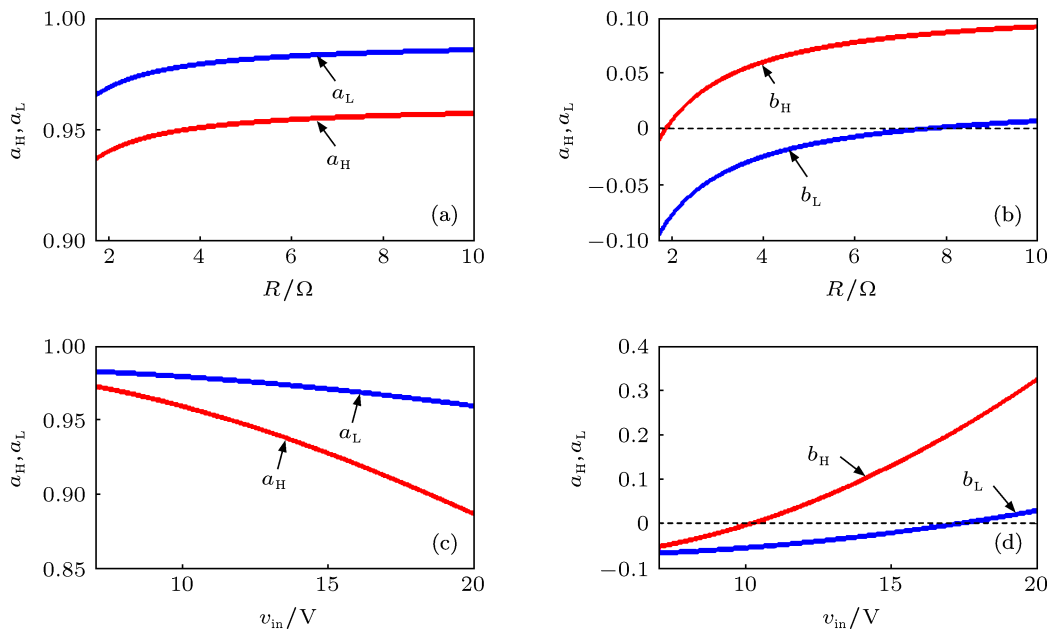 1.00
0.95
0.90
a_H, a_L
a_L
a_H
(a)
2 4 6 8 10
R/Ω
0.10
0.05
0
−0.05
−0.10
a_H, a_L
b_H
b_L
(b)
2 4 6 8 10
R/Ω
1.00
0.95
0.90
0.85
a_H, a_L
a_L
a_H
(c)
10 15 20
v_in/V
0.4
0.3
0.2
0.1
0
−0.1
a_H, a_L
b_H
b_L
(d)
10 15 20
v_in/V